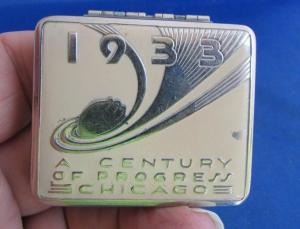 1933
A CENTURY
OF PROGRESS
CHICAGO